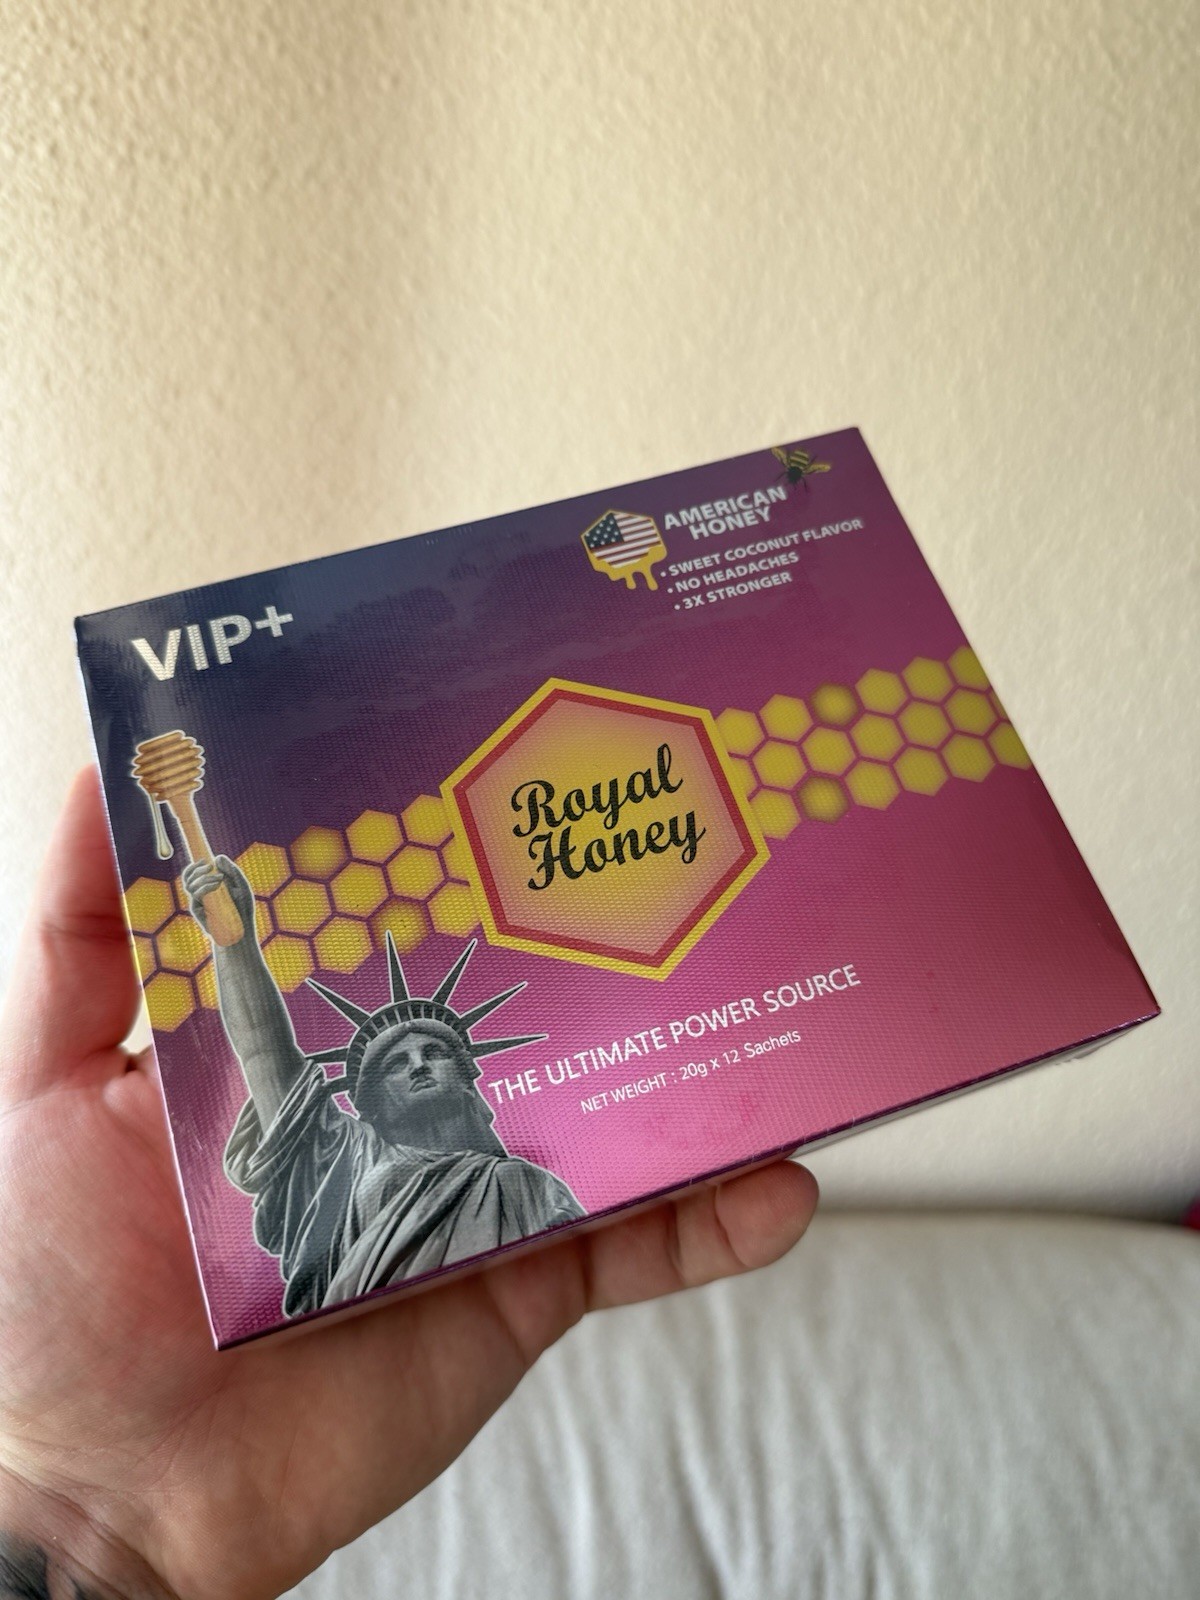 VIP+
AMERICAN
HONEY
• SWEET COCONUT FLAVOR
• NO HEADACHES
• 3X STRONGER
Royal
Honey
THE ULTIMATE POWER SOURCE
NET WEIGHT : 20g x 12 Sachets